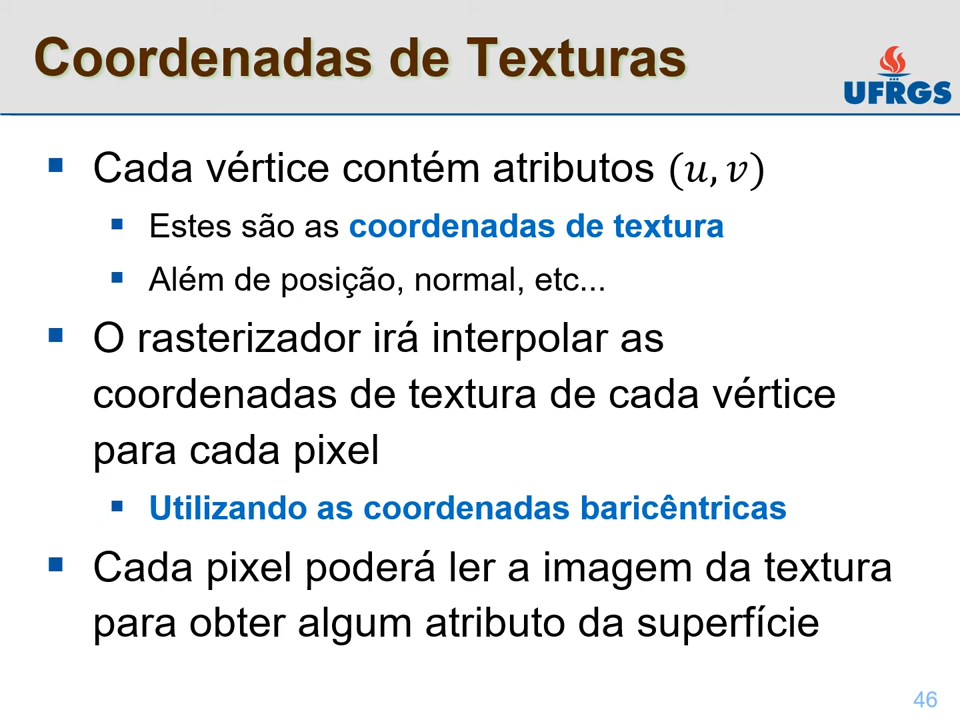 Coordenadas de Texturas
UFRGS
Cada vértice contém atributos (u, v)
Estes são as coordenadas de textura
Além de posição, normal, etc...
O rasterizador irá interpolar as
coordenadas de textura de cada vértice
para cada pixel
Utilizando as coordenadas baricêntricas
Cada pixel poderá ler a imagem da textura
para obter algum atributo da superfície
46